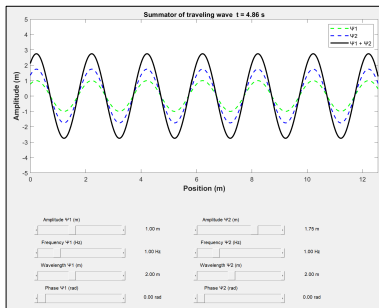 Summator of traveling wave t = 4.86 s
Ψ1
Ψ2
Ψ1 + Ψ2
Amplitude (m)
5
4
3
2
1
0
-1
-2
-3
-4
-5
0 2 4 6 8 10 12
Position (m)
Amplitude Ψ1 (m) Amplitude Ψ2 (m)
1.00 m 1.75 m
Frequency Ψ1 (Hz) Frequency Ψ2 (Hz)
1.00 Hz 1.00 Hz
Wavelength Ψ1 (m) Wavelength Ψ2 (m)
2.00 m 2.00 m
Phase Ψ1 (rad) Phase Ψ2 (rad)
0.00 rad 0.00 rad